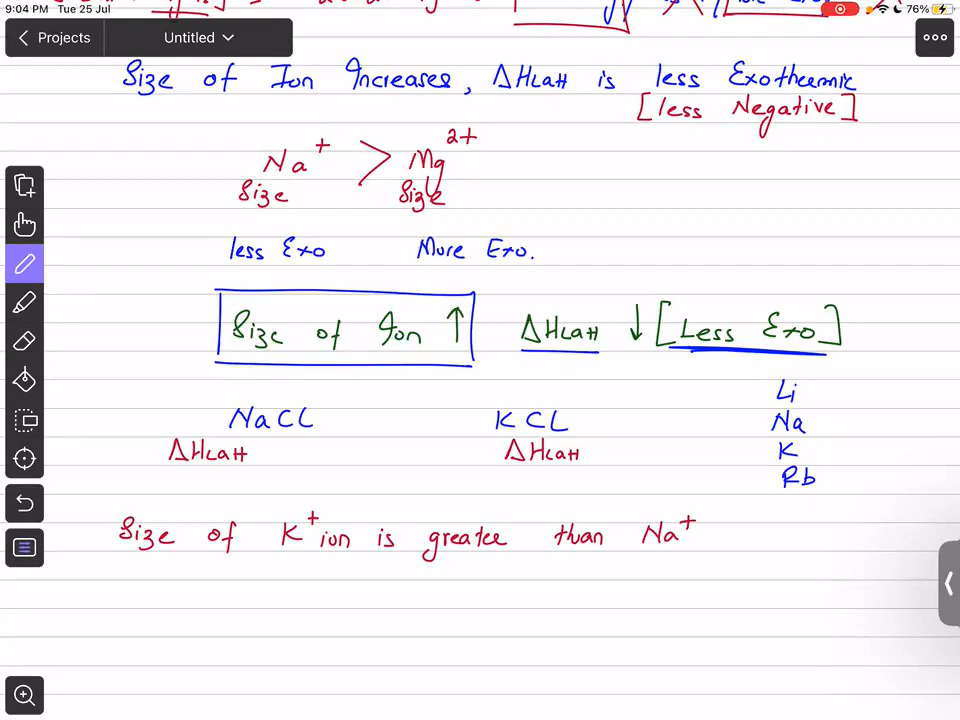 9:04 PM Tue 25 Jul 76%
Projects Untitled
Size of Ion Increases, ΔHLatt is less Exothermic
[less Negative]
Na+ > Mg2+
Size Size
less Exo More Exo.
Size of Ion ↑ ΔHLatt ↓ [Less Exo]
Li
NaCL KCL Na
ΔHLatt ΔHLatt K
Rb
Size of K+ ion is greater than Na+